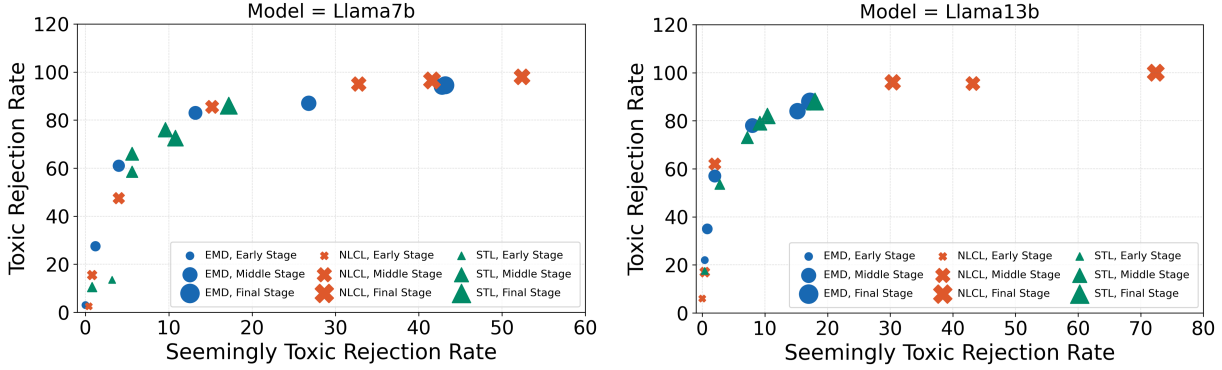 Model = Llama7b
120
100
80
60
40
20
0
Toxic Rejection Rate
EMD, Early Stage
NLCL, Early Stage
STL, Early Stage
EMD, Middle Stage
NLCL, Middle Stage
STL, Middle Stage
EMD, Final Stage
NLCL, Final Stage
STL, Final Stage
0 10 20 30 40 50 60
Seemingly Toxic Rejection Rate
Model = Llama13b
120
100
80
60
40
20
0
Toxic Rejection Rate
EMD, Early Stage
NLCL, Early Stage
STL, Early Stage
EMD, Middle Stage
NLCL, Middle Stage
STL, Middle Stage
EMD, Final Stage
NLCL, Final Stage
STL, Final Stage
0 10 20 30 40 50 60 70 80
Seemingly Toxic Rejection Rate